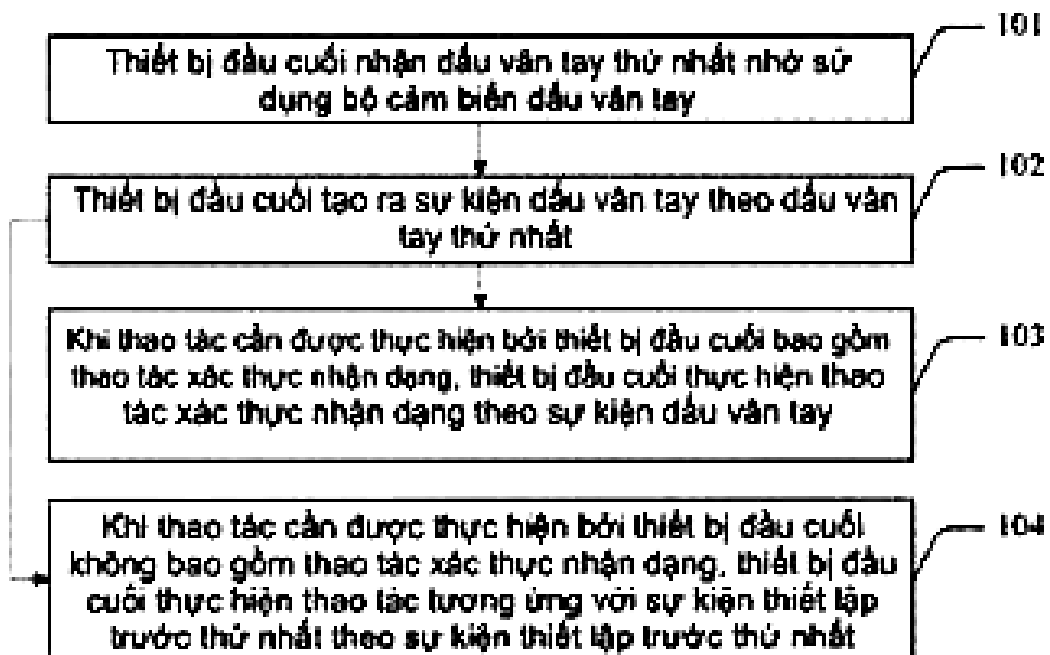 101
Thiết bị đầu cuối nhận dấu vân tay thứ nhất nhờ sử
dụng bộ cảm biến dấu vân tay
102
Thiết bị đầu cuối tạo ra sự kiện dấu vân tay theo dấu vân
tay thứ nhất
103
Khi thao tác cần được thực hiện bởi thiết bị đầu cuối bao gồm
thao tác xác thực nhận dạng, thiết bị đầu cuối thực hiện thao
tác xác thực nhận dạng theo sự kiện dấu vân tay
104
Khi thao tác cần được thực hiện bởi thiết bị đầu cuối
không bao gồm thao tác xác thực nhận dạng, thiết bị đầu
cuối thực hiện thao tác tương ứng với sự kiện thiết lập
trước thứ nhất theo sự kiện thiết lập trước thứ nhất